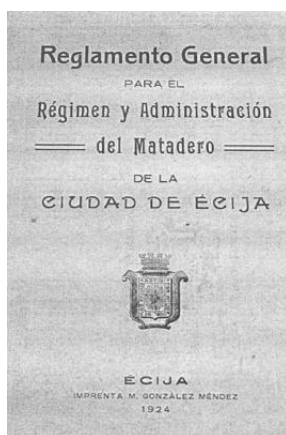 Reglamento General
PARA EL
Régimen y Administración
del Matadero
DE LA
CIUDAD DE ÉCIJA
ÉCIJA
IMPRENTA M. GONZÁLEZ MÉNDEZ
1924